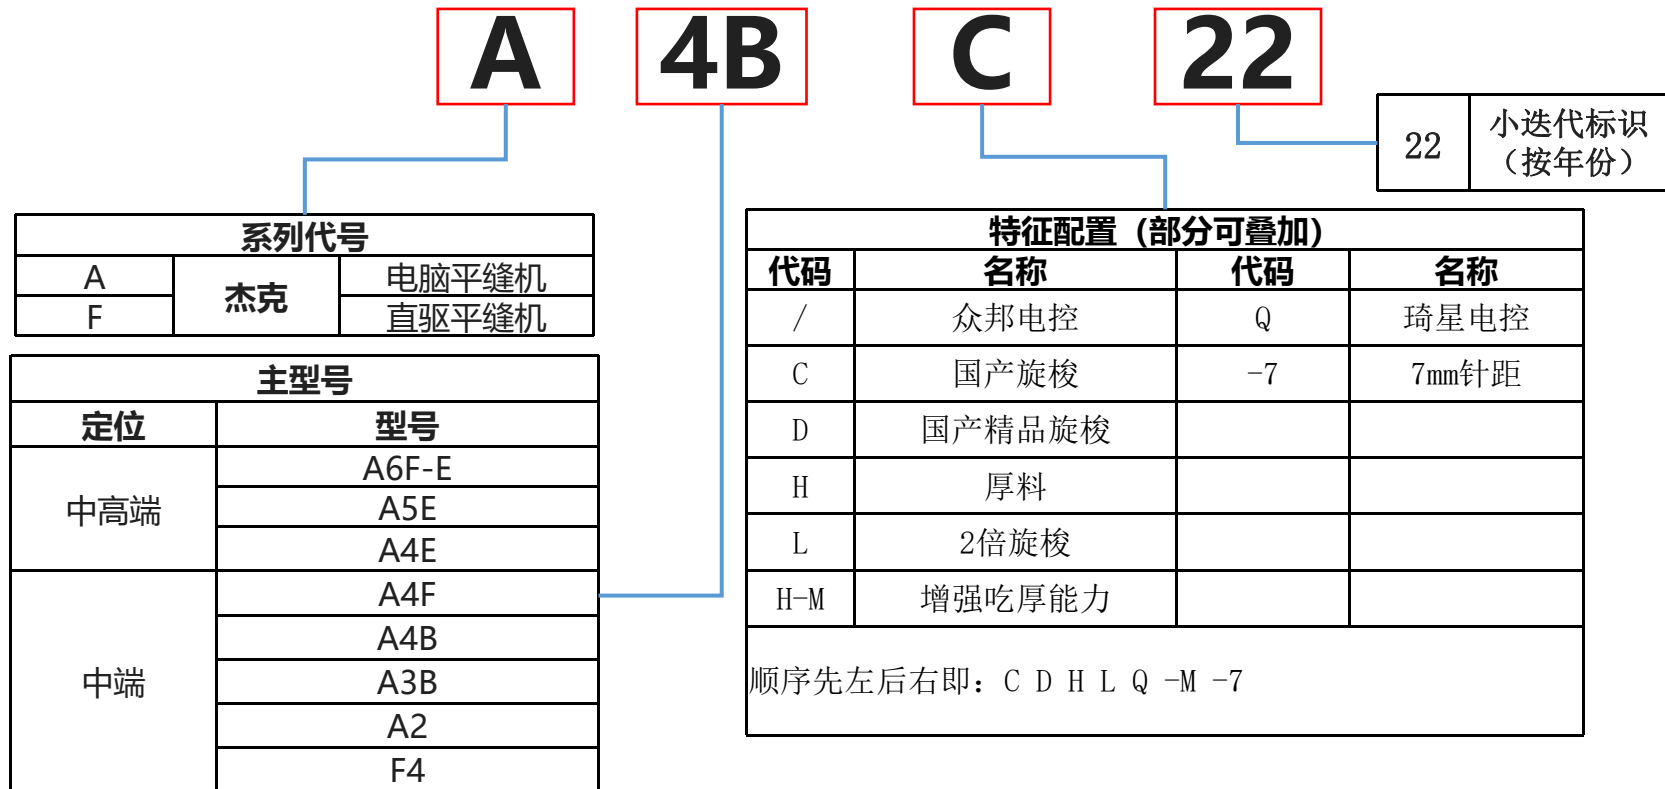 A 4B C 22
22 小迭代标识
（按年份）
系列代号
A 杰克 电脑平缝机
F 直驱平缝机
主型号
定位 型号
中高端 A6F-E
A5E
A4E
中端 A4F
A4B
A3B
A2
F4
特征配置（部分可叠加）
代码 名称 代码 名称
/ 众邦电控 Q 琦星电控
C 国产旋梭 -7 7mm针距
D 国产精品旋梭
H 厚料
L 2倍旋梭
H-M 增强吃厚能力
顺序先左后右即：C D H L Q -M -7